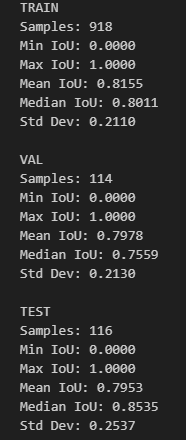 TRAIN
Samples: 918
Min IoU: 0.0000
Max IoU: 1.0000
Mean IoU: 0.8155
Median IoU: 0.8011
Std Dev: 0.2110
VAL
Samples: 114
Min IoU: 0.0000
Max IoU: 1.0000
Mean IoU: 0.7978
Median IoU: 0.7559
Std Dev: 0.2130
TEST
Samples: 116
Min IoU: 0.0000
Max IoU: 1.0000
Mean IoU: 0.7953
Median IoU: 0.8535
Std Dev: 0.2537